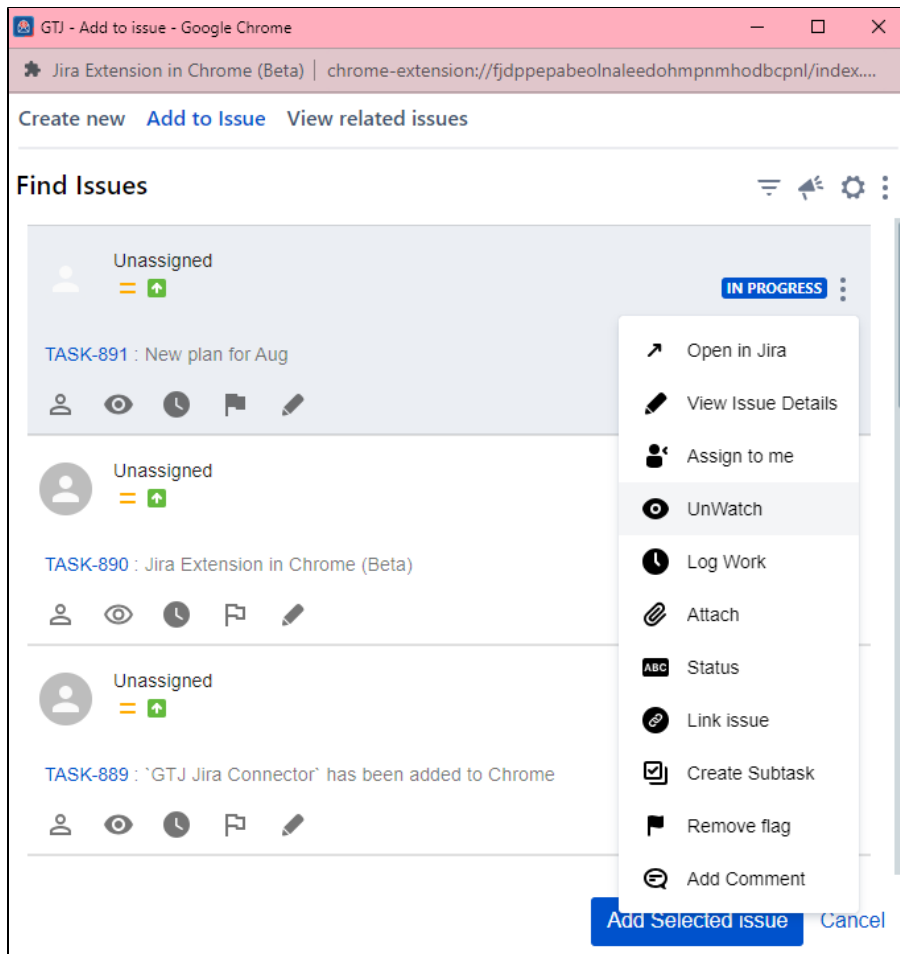 GTJ - Add to issue - Google Chrome
Jira Extension in Chrome (Beta) | chrome-extension://fjdppepabeolnaleedohmpnmhodbcpnl/index....
Create new Add to Issue View related issues
Find Issues
Unassigned
IN PROGRESS
TASK-891 : New plan for Aug
Open in Jira
View Issue Details
Assign to me
UnWatch
Log Work
Attach
ABC Status
Link issue
Create Subtask
Remove flag
Add Comment
Unassigned
TASK-890 : Jira Extension in Chrome (Beta)
Unassigned
TASK-889 : `GTJ Jira Connector` has been added to Chrome
Add Selected issue Cancel